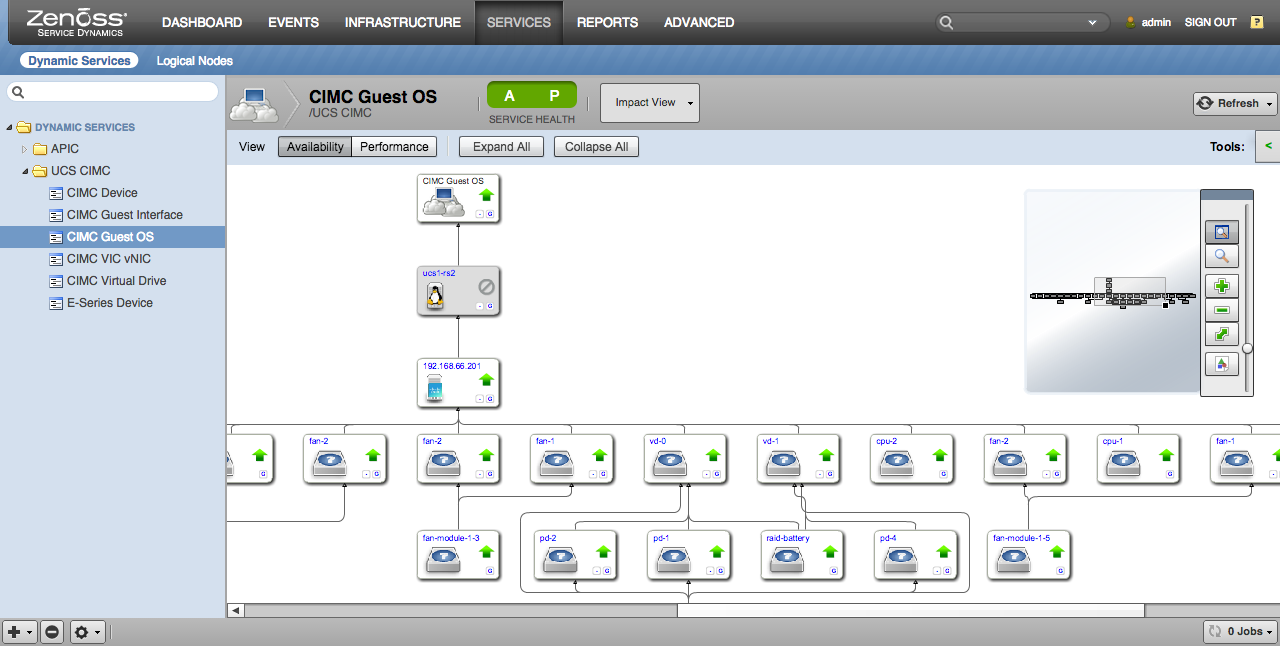 Zenoss
SERVICE DYNAMICS
DASHBOARD EVENTS INFRASTRUCTURE SERVICES REPORTS ADVANCED
admin SIGN OUT ?
Dynamic Services Logical Nodes
CIMC Guest OS
/UCS CIMC
A P
SERVICE HEALTH
Impact View
Refresh
DYNAMIC SERVICES
APIC
UCS CIMC
CIMC Device
CIMC Guest Interface
CIMC Guest OS
CIMC VIC vNIC
CIMC Virtual Drive
E-Series Device
View Availability Performance Expand All Collapse All Tools: <
CIMC Guest OS
- G
ucs1-rs2
- G
192.168.66.201
- G
fan-2 fan-2 fan-1 vd-0 vd-1 cpu-2 fan-2 cpu-1 fan-1
G - G - G - G - G - G G - G G -
fan-module-1-3 pd-2 pd-1 raid-battery pd-4 fan-module-1-5
G - G - G G - G G
0 Jobs